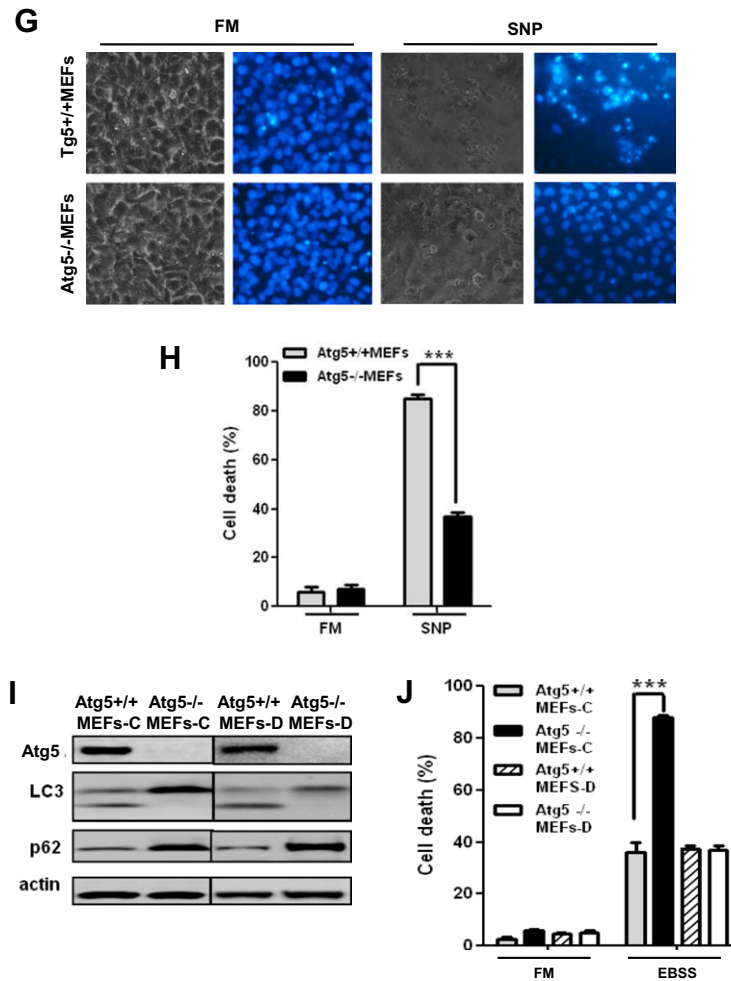 G
FM
SNP
Tg5+/+MEFs
Atg5-/-MEFs
H
Atg5+/+MEFs
Atg5-/-MEFs
***
Cell death (%)
100
80
60
40
20
0
FM
SNP
I
Atg5+/+ Atg5-/- Atg5+/+ Atg5-/-
MEFs-C MEFs-C MEFs-D MEFs-D
Atg5
LC3
p62
actin
J
Atg5+/+
MEFs-C
Atg5 -/-
MEFs-C
Atg5+/+
MEFS-D
Atg5 -/-
MEFs-D
***
Cell death (%)
100
80
60
40
20
0
FM
EBSS